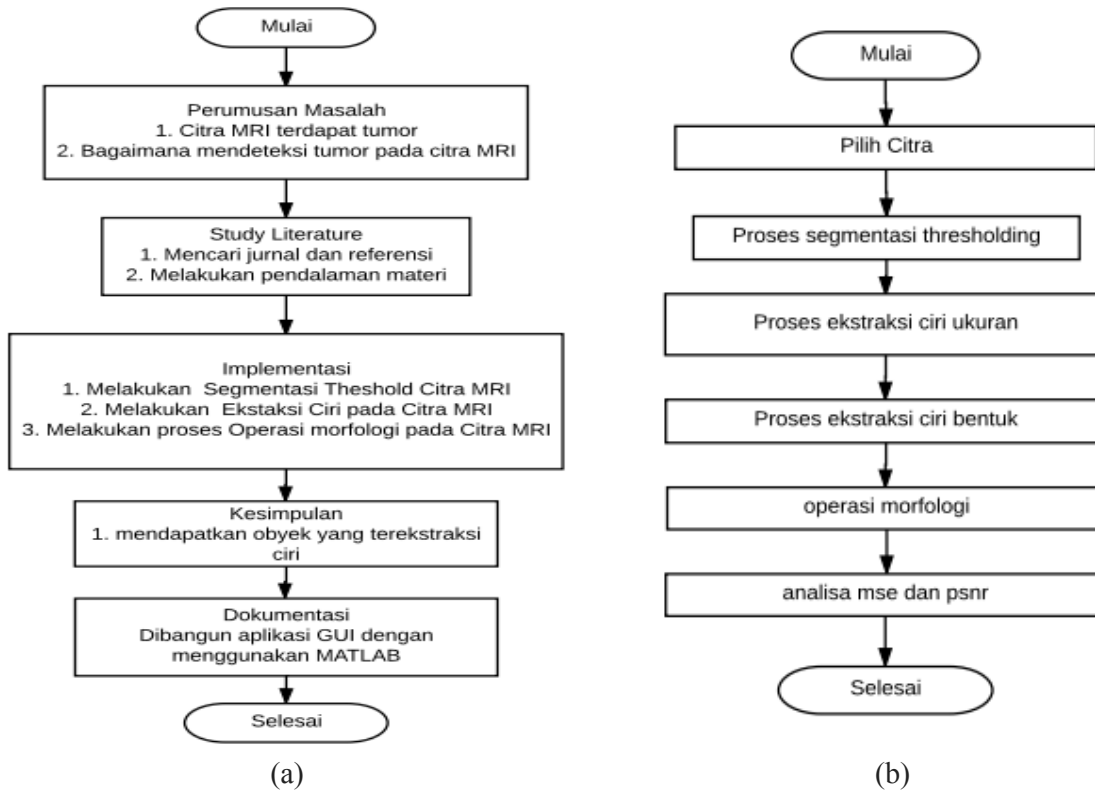 Mulai
Perumusan Masalah
1. Citra MRI terdapat tumor
2. Bagaimana mendeteksi tumor pada citra MRI
Study Literature
1. Mencari jurnal dan referensi
2. Melakukan pendalaman materi
Implementasi
1. Melakukan Segmentasi Theshold Citra MRI
2. Melakukan Ekstaksi Ciri pada Citra MRI
3. Melakukan proses Operasi morfologi pada Citra MRI
Kesimpulan
1. mendapatkan obyek yang terekstraksi
ciri
Dokumentasi
Dibangun aplikasi GUI dengan
menggunakan MATLAB
Selesai
(a)
Mulai
Pilih Citra
Proses segmentasi thresholding
Proses ekstraksi ciri ukuran
Proses ekstraksi ciri bentuk
operasi morfologi
analisa mse dan psnr
Selesai
(b)